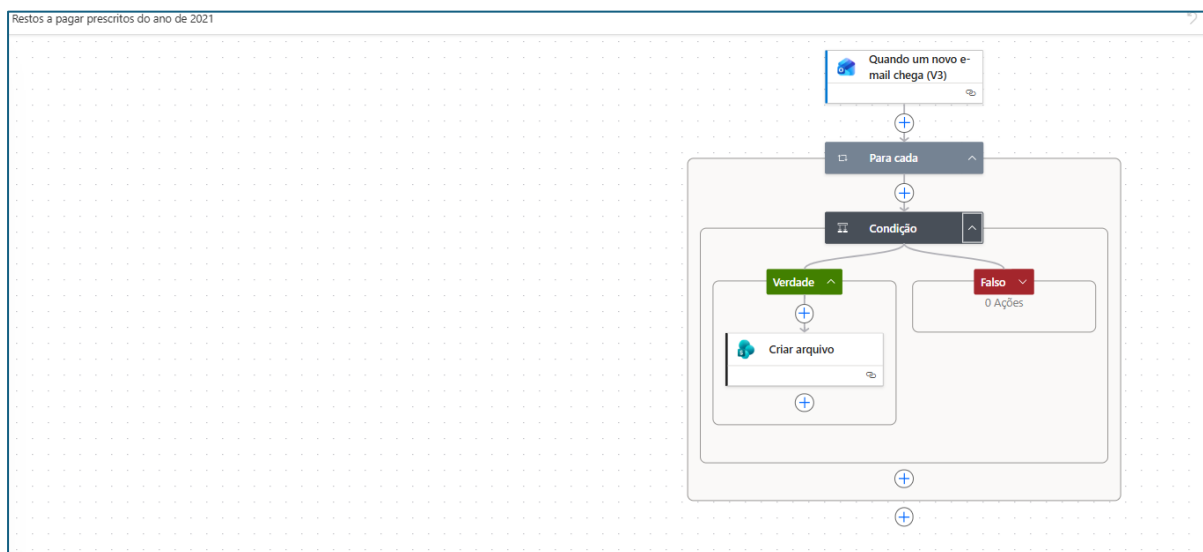 Restos a pagar prescritos do ano de 2021
Quando um novo e-
mail chega (V3)
Para cada
Condição
Verdade
Falso
0 Ações
Criar arquivo